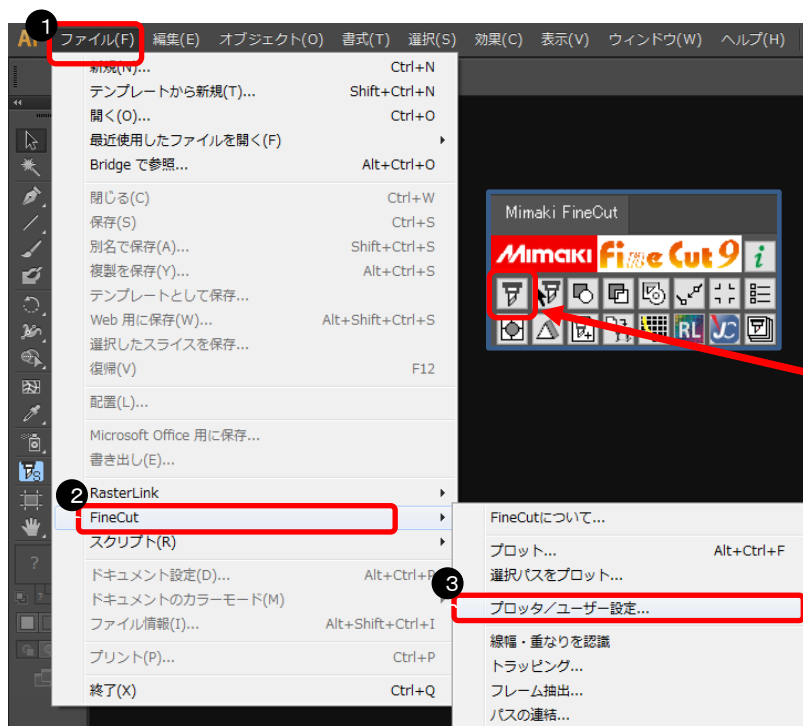 1
Ai ファイル(F) 編集(E) オブジェクト(O) 書式(T) 選択(S) 効果(C) 表示(V) ウィンドウ(W) ヘルプ(H)
新規(N)... Ctrl+N
テンプレートから新規(T)... Shift+Ctrl+N
開く(O)... Ctrl+O
最近使用したファイルを開く(F)
Bridge で参照... Alt+Ctrl+O
閉じる(C) Ctrl+W
保存(S) Ctrl+S
別名で保存(A)... Shift+Ctrl+S
複製を保存(Y)... Alt+Ctrl+S
テンプレートとして保存...
Web 用に保存(W)... Alt+Shift+Ctrl+S
選択したスライスを保存...
復帰(V) F12
配置(L)...
Microsoft Office 用に保存...
書き出し(E)...
RasterLink
2
FineCut
スクリプト(R)
ドキュメント設定(D)... Alt+Ctrl+P
ドキュメントのカラーモード(M)
ファイル情報(I)... Alt+Shift+Ctrl+I
プリント(P)... Ctrl+P
終了(X) Ctrl+Q
Mimaki FineCut
Mimaki Fine Cut 9 i
RL JC
FineCutについて...
プロット... Alt+Ctrl+F
選択パスをプロット...
3
プロッタ／ユーザー設定...
線幅・重なりを認識
トラッピング...
フレーム抽出...
パスの連結...